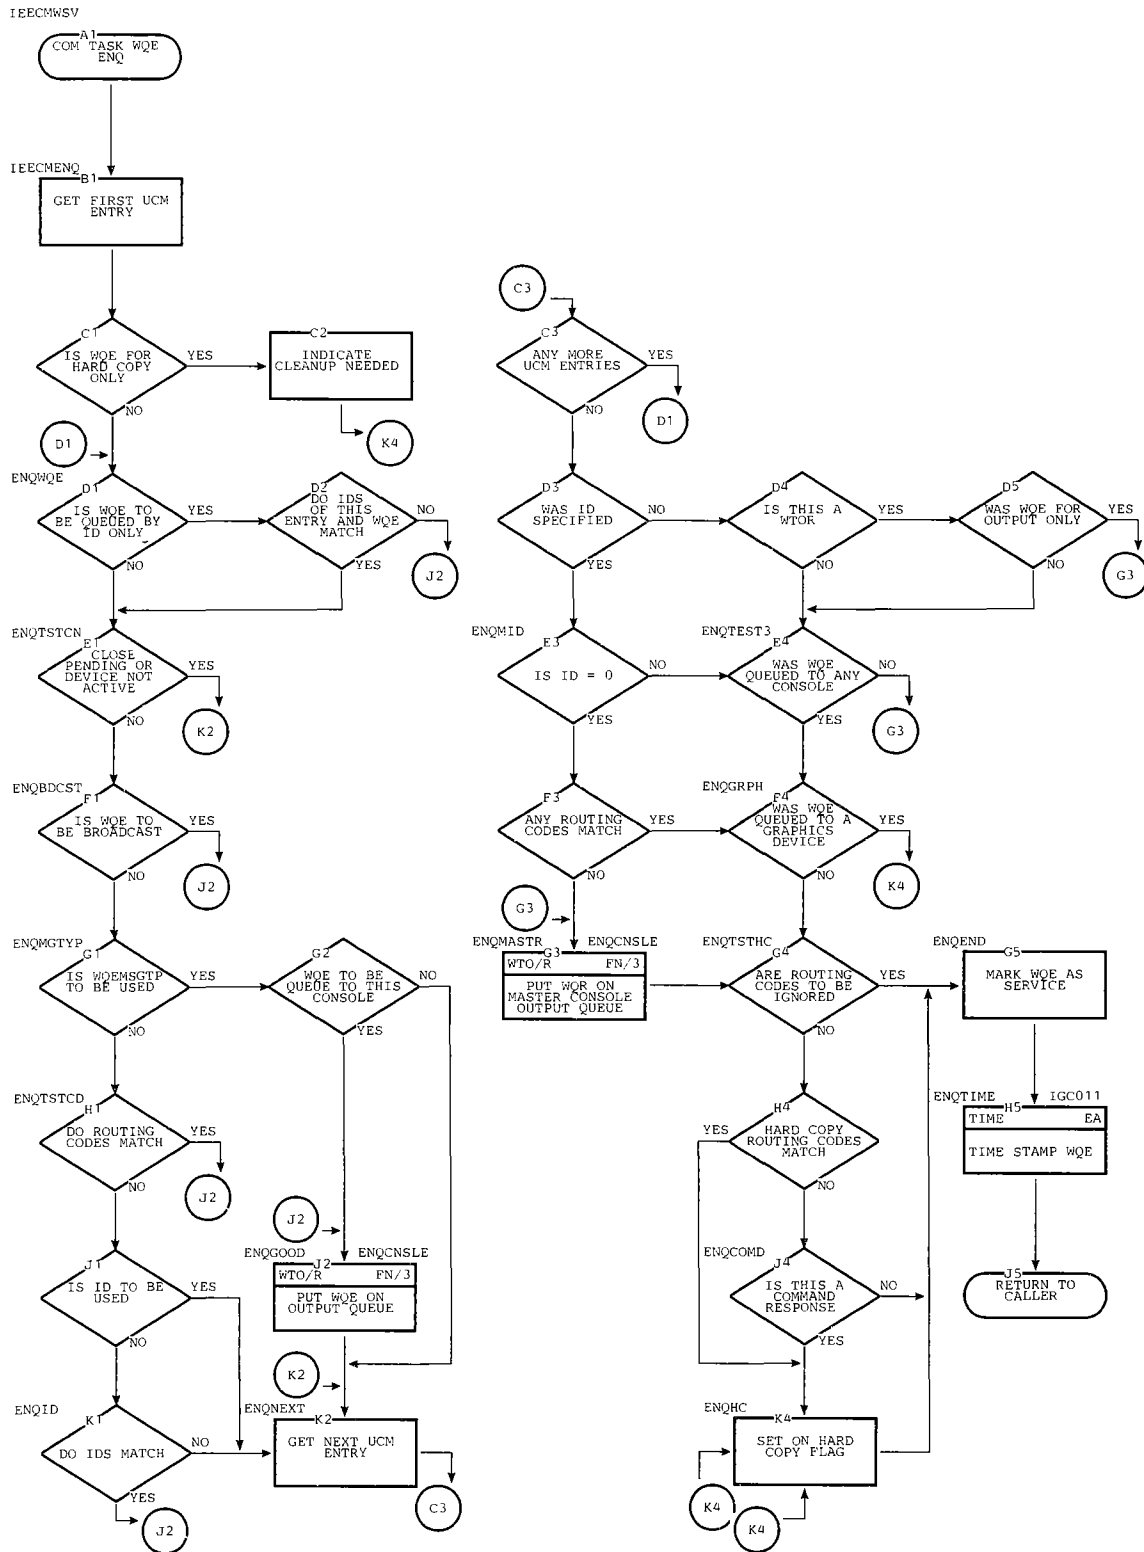 IEECMWSV
A1
COM TASK WQE
ENQ
IEECMENQ
B1
GET FIRST UCM
ENTRY
C1
IS WQE FOR
HARD COPY
ONLY
YES
NO
C2
INDICATE
CLEANUP NEEDED
K4
D1
ENQWQE
D1
IS WQE TO
BE QUEUED BY
ID ONLY
YES
NO
D2
DO IDS
OF THIS
ENTRY AND WQE
MATCH
NO
YES
J2
ENQTSTCN
E1
CLOSE
PENDING OR
DEVICE NOT
ACTIVE
YES
NO
K2
ENQBDCST
F1
IS WQE TO
BE BROADCAST
YES
NO
J2
ENQMGTYP
G1
IS WQEMSGTP
TO BE USED
YES
NO
G2
WQE TO BE
QUEUE TO THIS
CONSOLE
NO
YES
ENQTSTCD
H1
DO ROUTING
CODES MATCH
YES
NO
J2
J1
IS ID TO BE
USED
YES
NO
J2
ENQGOOD
ENQCNSLE
J2
WTO/R FN/3
PUT WQE ON
OUTPUT QUEUE
K2
ENQID
K1
DO IDS MATCH
NO
YES
J2
ENQNEXT
K2
GET NEXT UCM
ENTRY
C3
C3
C3
ANY MORE
UCM ENTRIES
YES
NO
D1
D3
WAS ID
SPECIFIED
NO
YES
D4
IS THIS A
WTOR
YES
NO
D5
WAS WQE FOR
OUTPUT ONLY
YES
NO
G3
ENQMID
E3
IS ID = 0
NO
YES
ENQTEST3
E4
WAS WQE
QUEUED TO ANY
CONSOLE
NO
YES
G3
F3
ANY ROUTING
CODES MATCH
YES
NO
ENQGRPH
F4
WAS WQE
QUEUED TO A
GRAPHICS
DEVICE
YES
NO
K4
G3
ENQMASTR
ENQCNSLE
G3
WTO/R FN/3
PUT WQR ON
MASTER CONSOLE
OUTPUT QUEUE
ENQTSTHC
G4
ARE ROUTING
CODES TO BE
IGNORED
YES
NO
ENQEND
G5
MARK WQE AS
SERVICE
H4
HARD COPY
ROUTING CODES
MATCH
YES
NO
ENQTIME
IGC011
H5
TIME EA
TIME STAMP WQE
ENQCOMD
J4
IS THIS A
COMMAND
RESPONSE
NO
YES
J5
RETURN TO
CALLER
ENQHC
K4
SET ON HARD
COPY FLAG
K4
K4